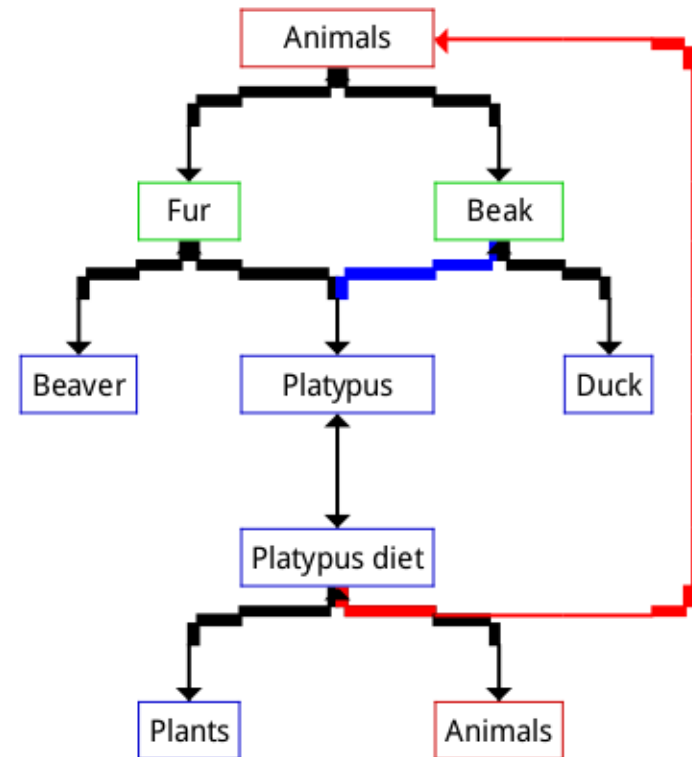 Animals
Fur
Beak
Beaver
Platypus
Duck
Platypus diet
Plants
Animals